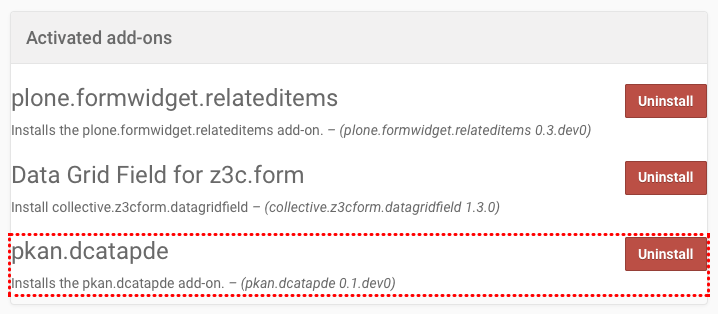 Activated add-ons
plone.formwidget.relateditems
Uninstall
Installs the plone.formwidget.relateditems add-on. – (plone.formwidget.relateditems 0.3.dev0)
Data Grid Field for z3c.form
Uninstall
Install collective.z3cform.datagridfield – (collective.z3cform.datagridfield 1.3.0)
pkan.dcatapde
Uninstall
Installs the pkan.dcatapde add-on. – (pkan.dcatapde 0.1.dev0)